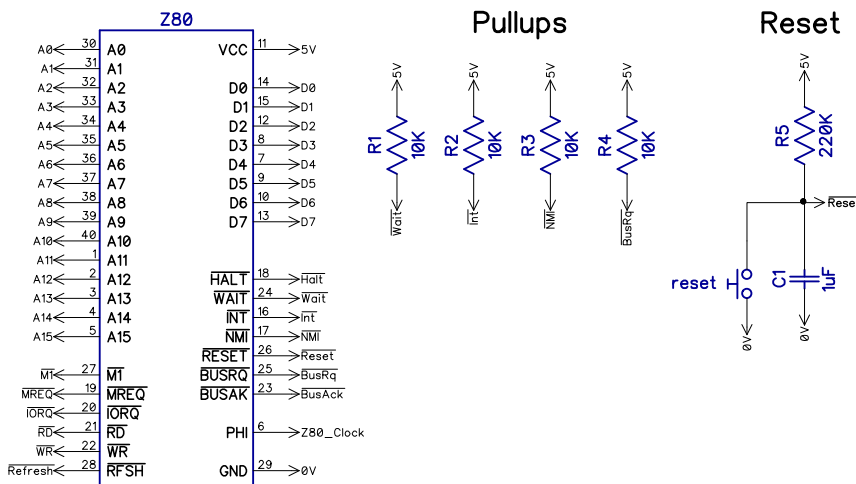 Z80
A0 30 A0 VCC 11 5V
A1 31 A1
A2 32 A2 D0 14 D0
A3 33 A3 D1 15 D1
A4 34 A4 D2 12 D2
A5 35 A5 D3 8 D3
A6 36 A6 D4 7 D4
A7 37 A7 D5 9 D5
A8 38 A8 D6 10 D6
A9 39 A9 D7 13 D7
A10 40 A10
A11 1 A11
A12 2 A12 HALT 18 Halt
A13 3 A13 WAIT 24 Wait
A14 4 A14 INT 16 Int
A15 5 A15 NMI 17 NMI
RESET 26 Reset
M1 27 M1 BUSRQ 25 BusRq
MREQ 19 MREQ BUSAK 23 BusAck
IORQ 20 IORQ
RD 21 RD PHI 6 Z80_Clock
WR 22 WR
Refresh 28 RFSH GND 29 0V
Pullups
5V 5V 5V 5V
R1 10K R2 10K R3 10K R4 10K
Wait Int NMI BusRq
Reset
5V
R5 220K
Rese
reset C1 1uF
0V 0V